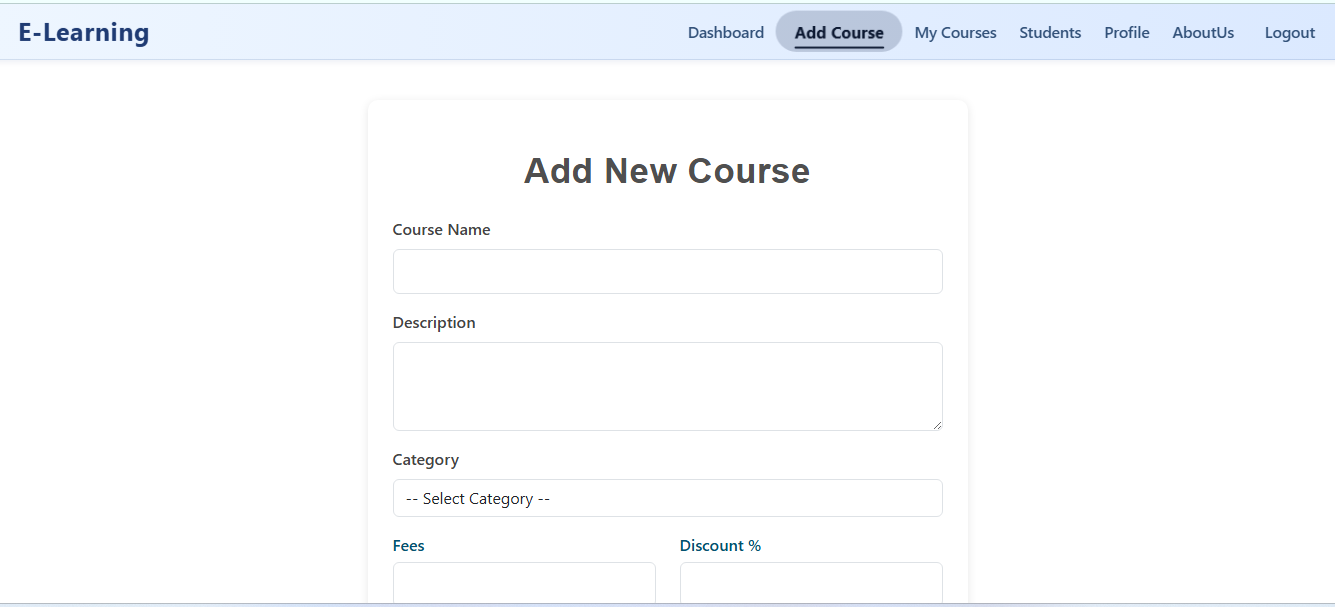 E-Learning Dashboard Add Course My Courses Students Profile AboutUs Logout
Add New Course
Course Name
Description
Category
-- Select Category --
Fees Discount %